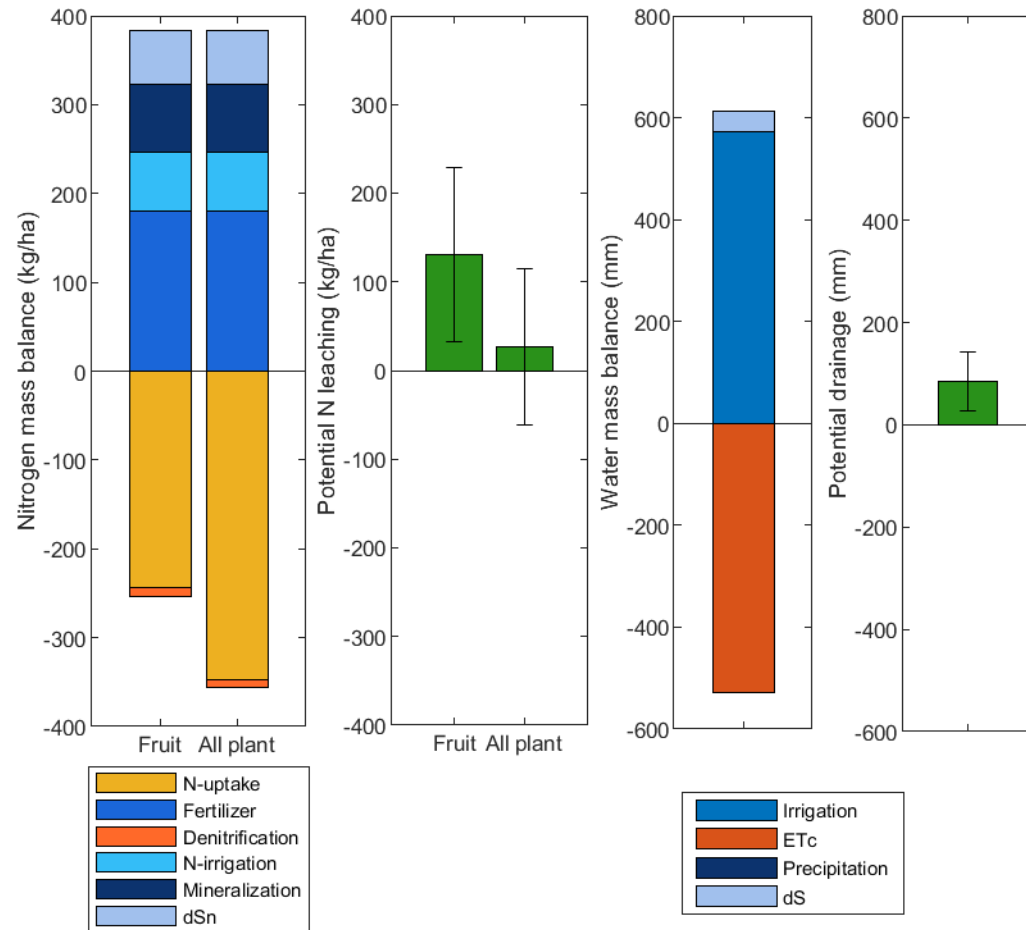 Nitrogen mass balance (kg/ha)
400
300
200
100
0
-100
-200
-300
-400
Fruit All plant
Potential N leaching (kg/ha)
400
300
200
100
0
-100
-200
-300
-400
Fruit All plant
Water mass balance (mm)
800
600
400
200
0
-200
-400
-600
Potential drainage (mm)
800
600
400
200
0
-200
-400
-600
N-uptake
Fertilizer
Denitrification
N-irrigation
Mineralization
dSn
Irrigation
ETc
Precipitation
dS